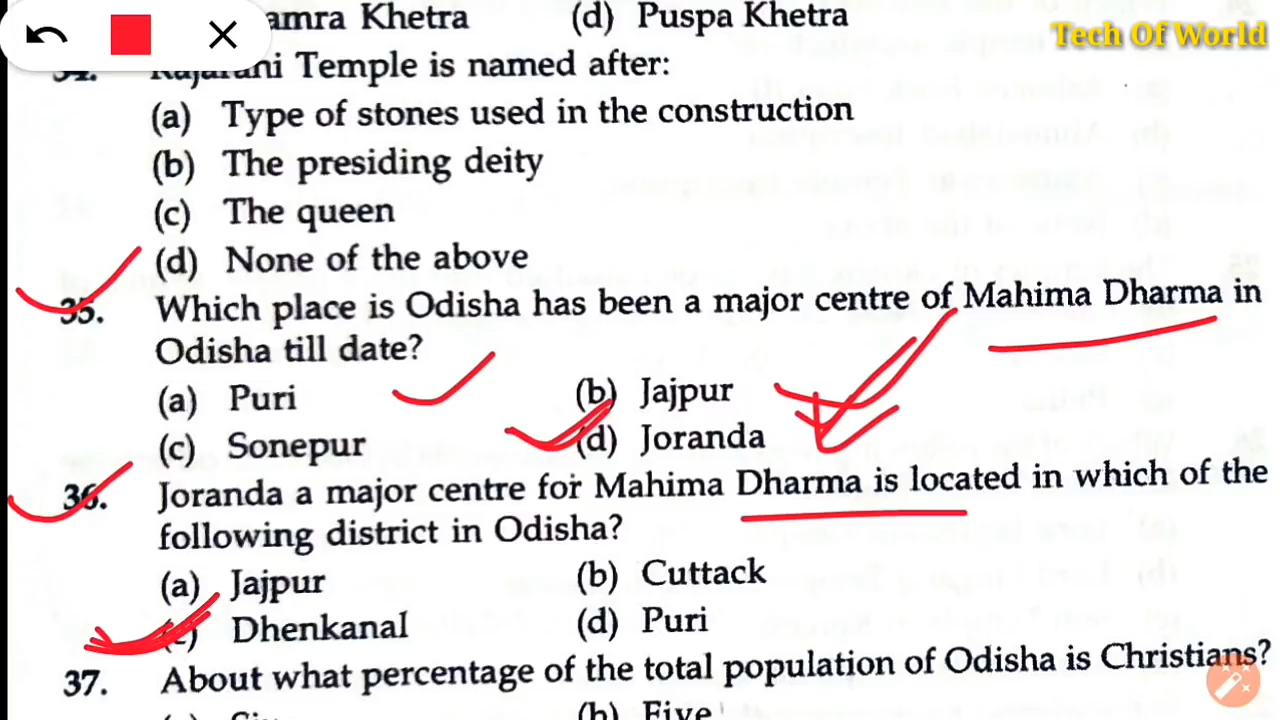 amra Khetra (d) Puspa Khetra
Tech Of World
34. Rajarani Temple is named after:
(a) Type of stones used in the construction
(b) The presiding deity
(c) The queen
(d) None of the above
35. Which place is Odisha has been a major centre of Mahima Dharma in
Odisha till date?
(a) Puri (b) Jajpur
(c) Sonepur (d) Joranda
36. Joranda a major centre for Mahima Dharma is located in which of the
following district in Odisha?
(a) Jajpur (b) Cuttack
(c) Dhenkanal (d) Puri
37. About what percentage of the total population of Odisha is Christians?
(b) Five